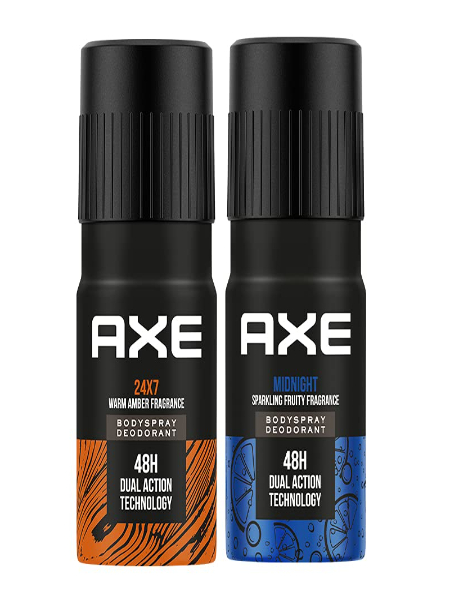 AXE
24X7
WARM AMBER FRAGRANCE
BODYSPRAY
DEODORANT
48H
DUAL ACTION
TECHNOLOGY
AXE
MIDNIGHT
SPARKLING FRUITY FRAGRANCE
BODYSPRAY
DEODORANT
48H
DUAL ACTION
TECHNOLOGY